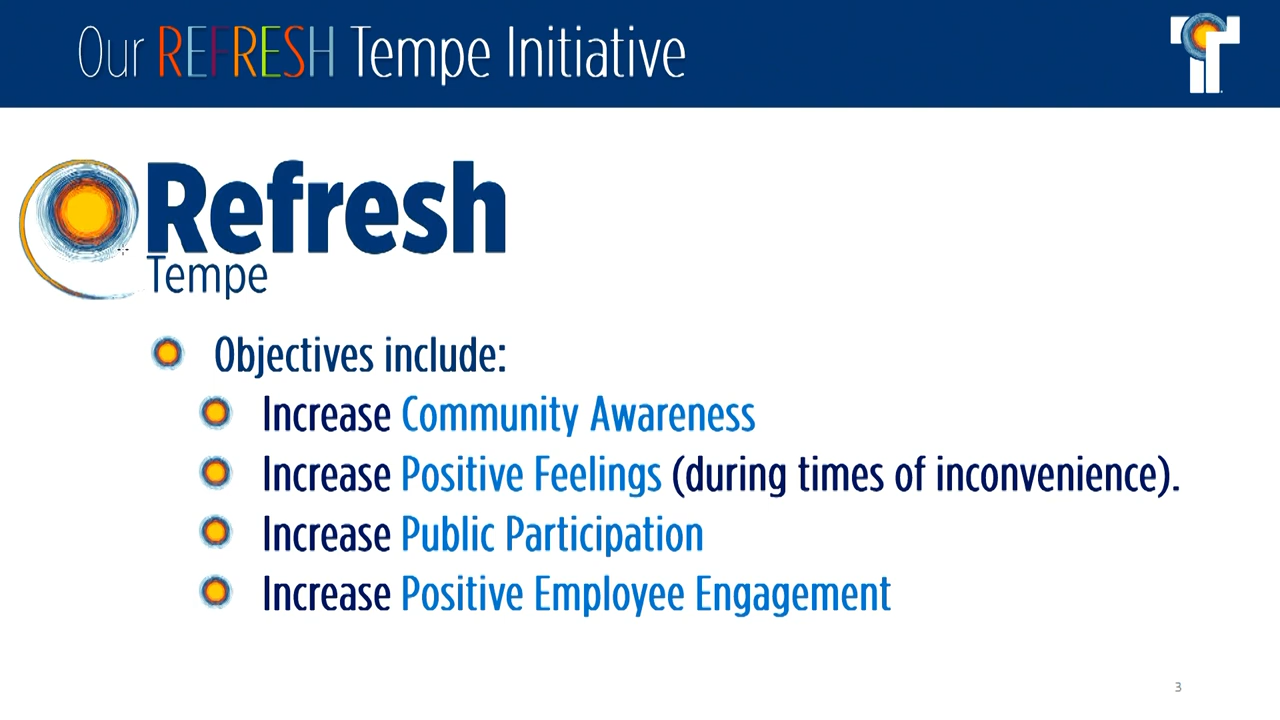 Our REFRESH Tempe Initiative
Refresh
Tempe
Objectives include:
Increase Community Awareness
Increase Positive Feelings (during times of inconvenience).
Increase Public Participation
Increase Positive Employee Engagement
3